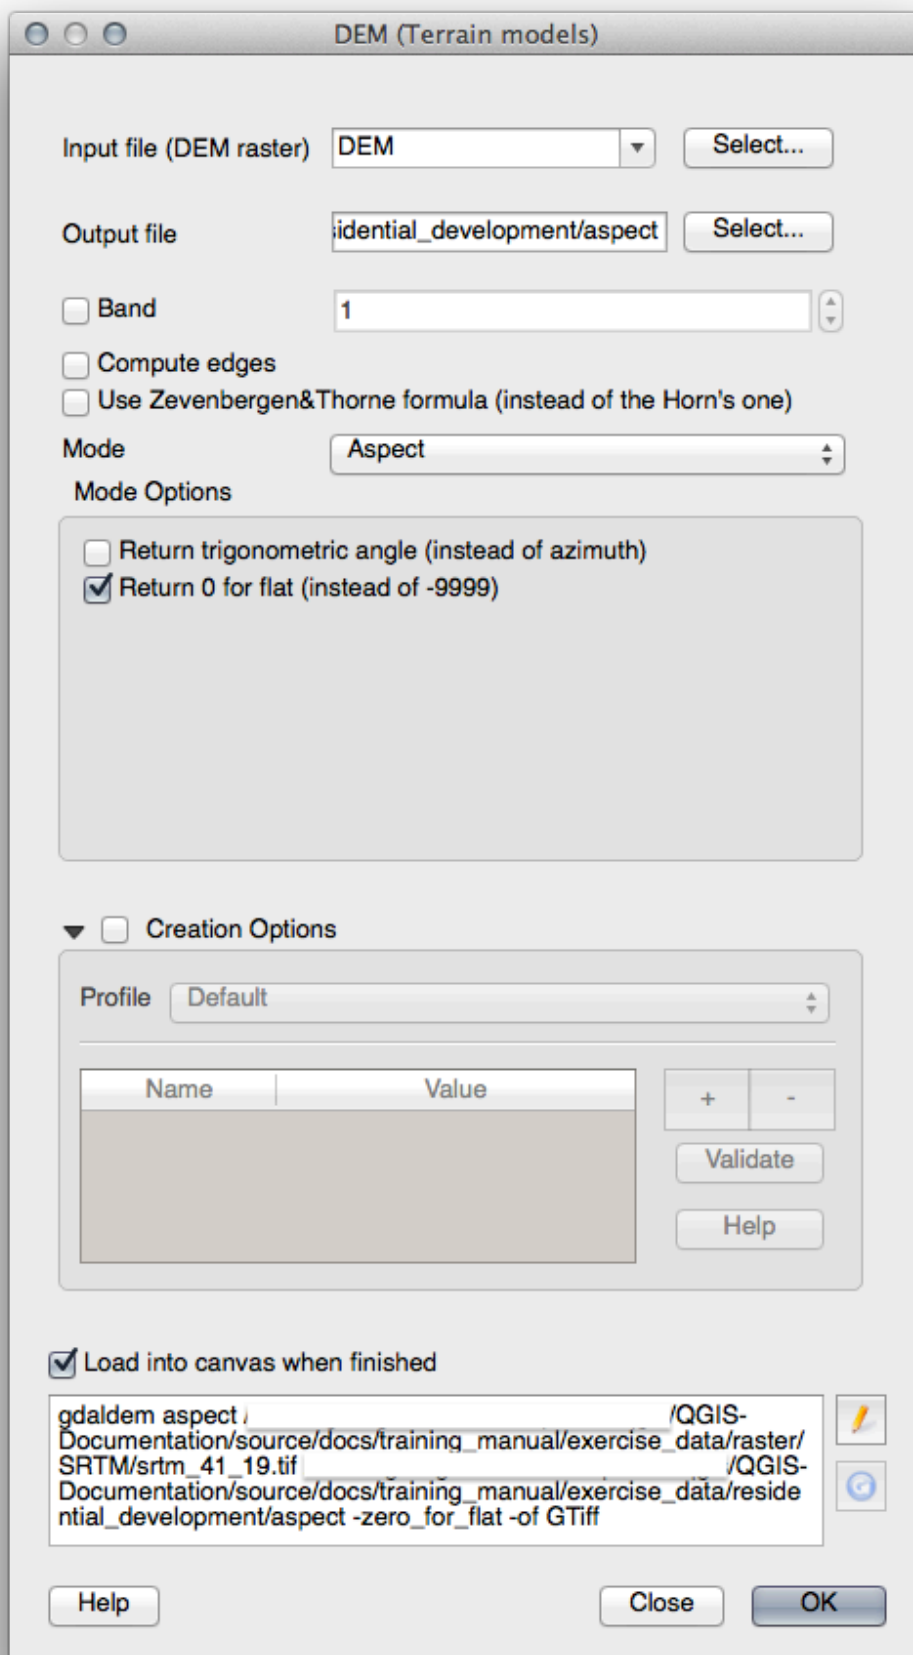 DEM (Terrain models)
Input file (DEM raster) DEM Select...
Output file sidential_development/aspect Select...
Band 1
Compute edges
Use Zevenbergen&Thorne formula (instead of the Horn's one)
Mode Aspect
Mode Options
Return trigonometric angle (instead of azimuth)
Return 0 for flat (instead of -9999)
Creation Options
Profile Default
Name Value + -
Validate
Help
Load into canvas when finished
gdaldem aspect /QGIS-
Documentation/source/docs/training_manual/exercise_data/raster/
SRTM/srtm_41_19.tif /QGIS-
Documentation/source/docs/training_manual/exercise_data/reside
ntial_development/aspect -zero_for_flat -of GTiff
Help Close OK